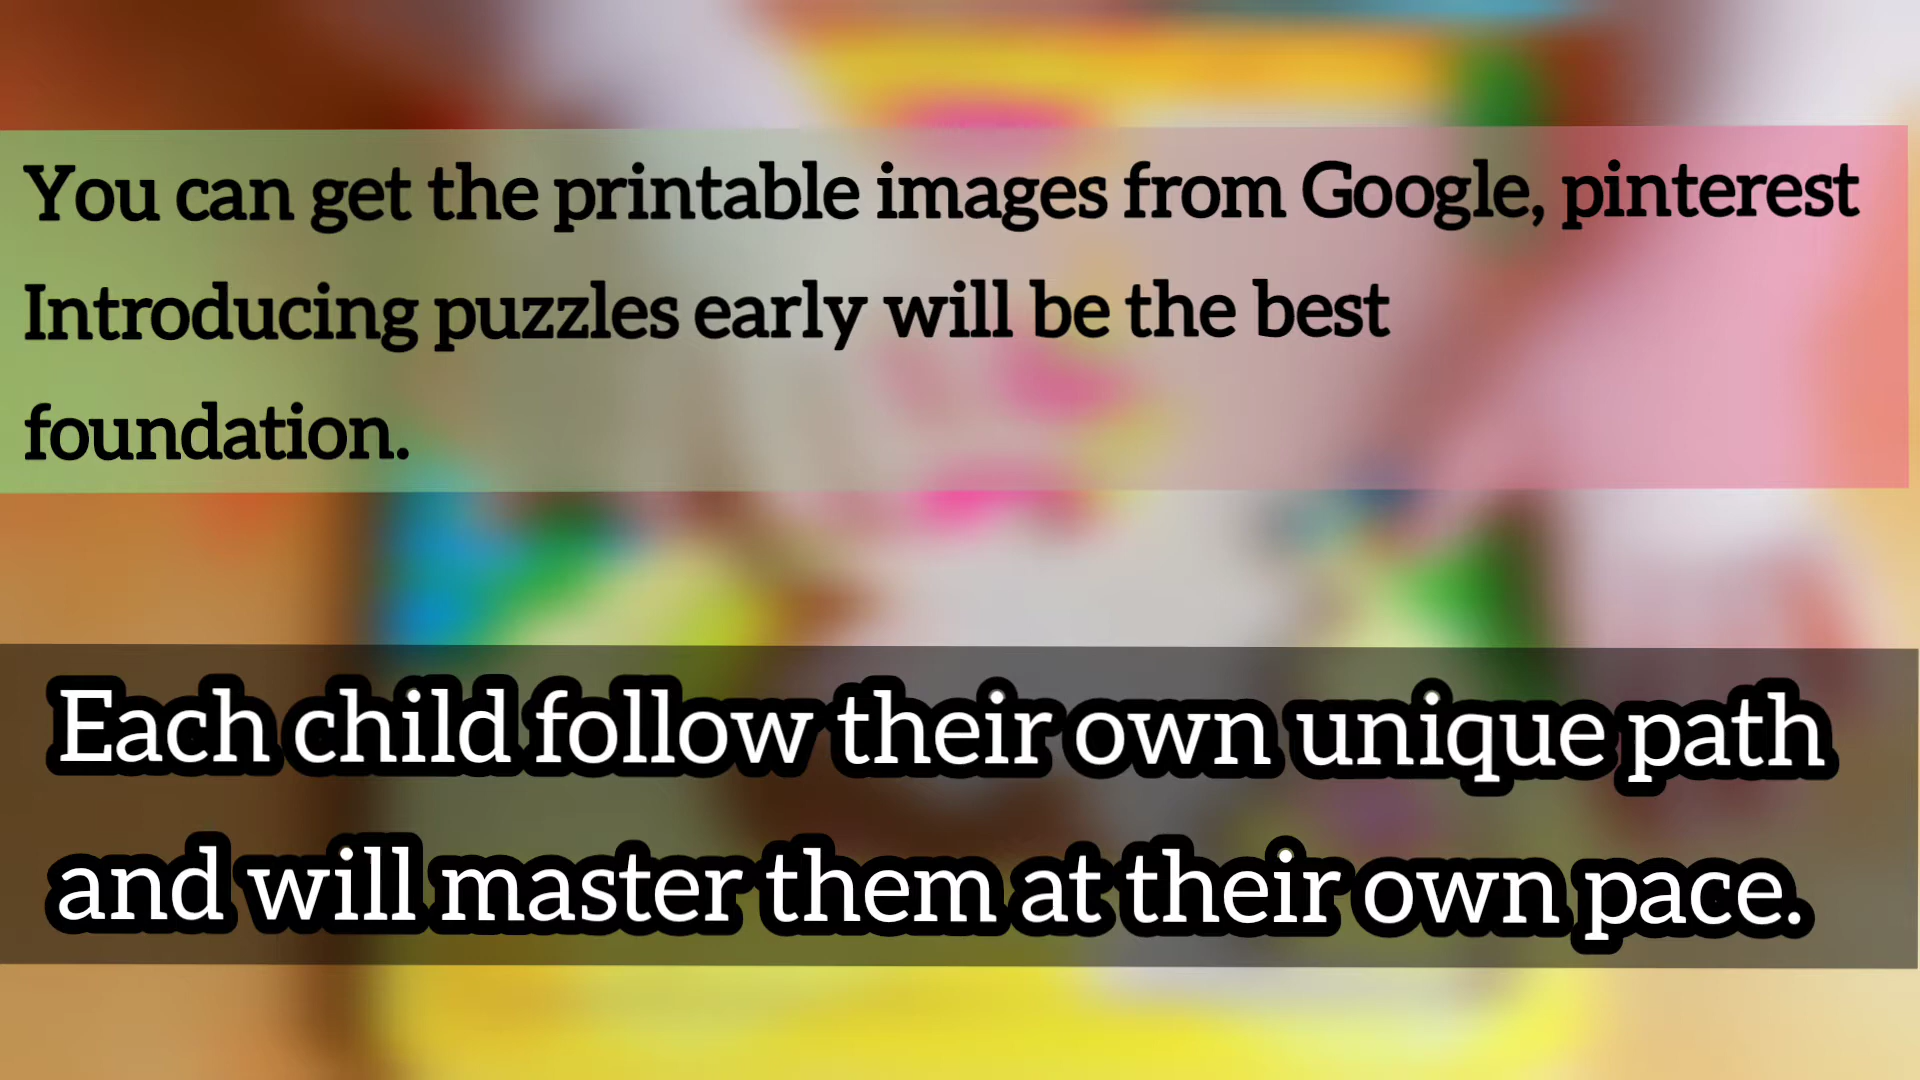 You can get the printable images from Google, pinterest
Introducing puzzles early will be the best
foundation.
Each child follow their own unique path
and will master them at their own pace.